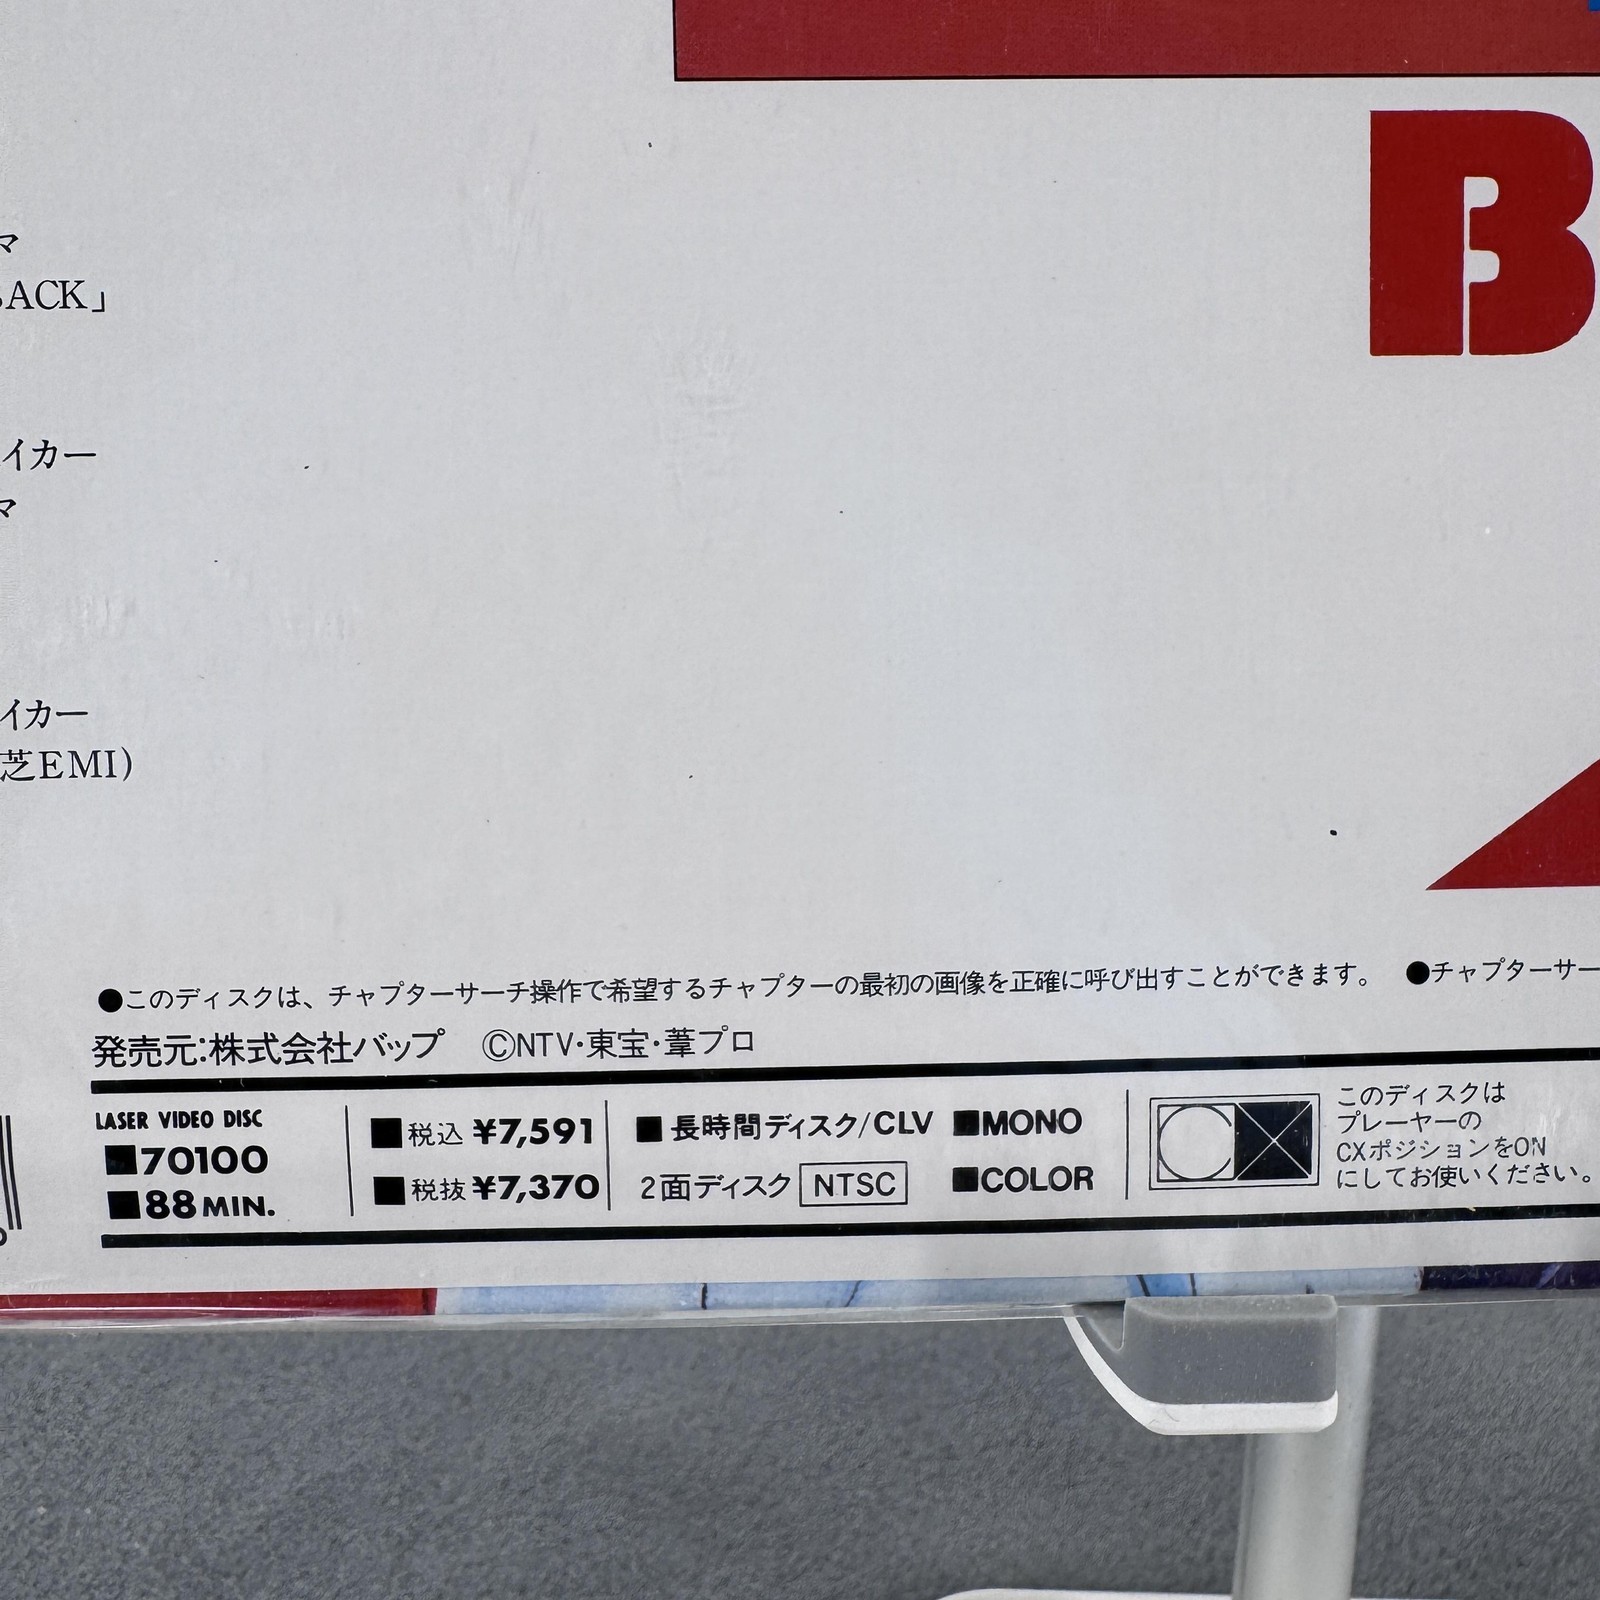 B
マ
BACK」
イカー
マ
イカー
芝EMI)
●このディスクは、チャプターサーチ操作で希望するチャプターの最初の画像を正確に呼び出すことができます。 ●チャプターサー
発売元:株式会社バップ ©NTV・東宝・葦プロ
LASER VIDEO DISC
■70100
■88MIN.
■税込 ¥7,591
■税抜 ¥7,370
■長時間ディスク/CLV ■MONO
2面ディスク NTSC ■COLOR
このディスクは
プレーヤーの
CXポジションをON
にしてお使いください。